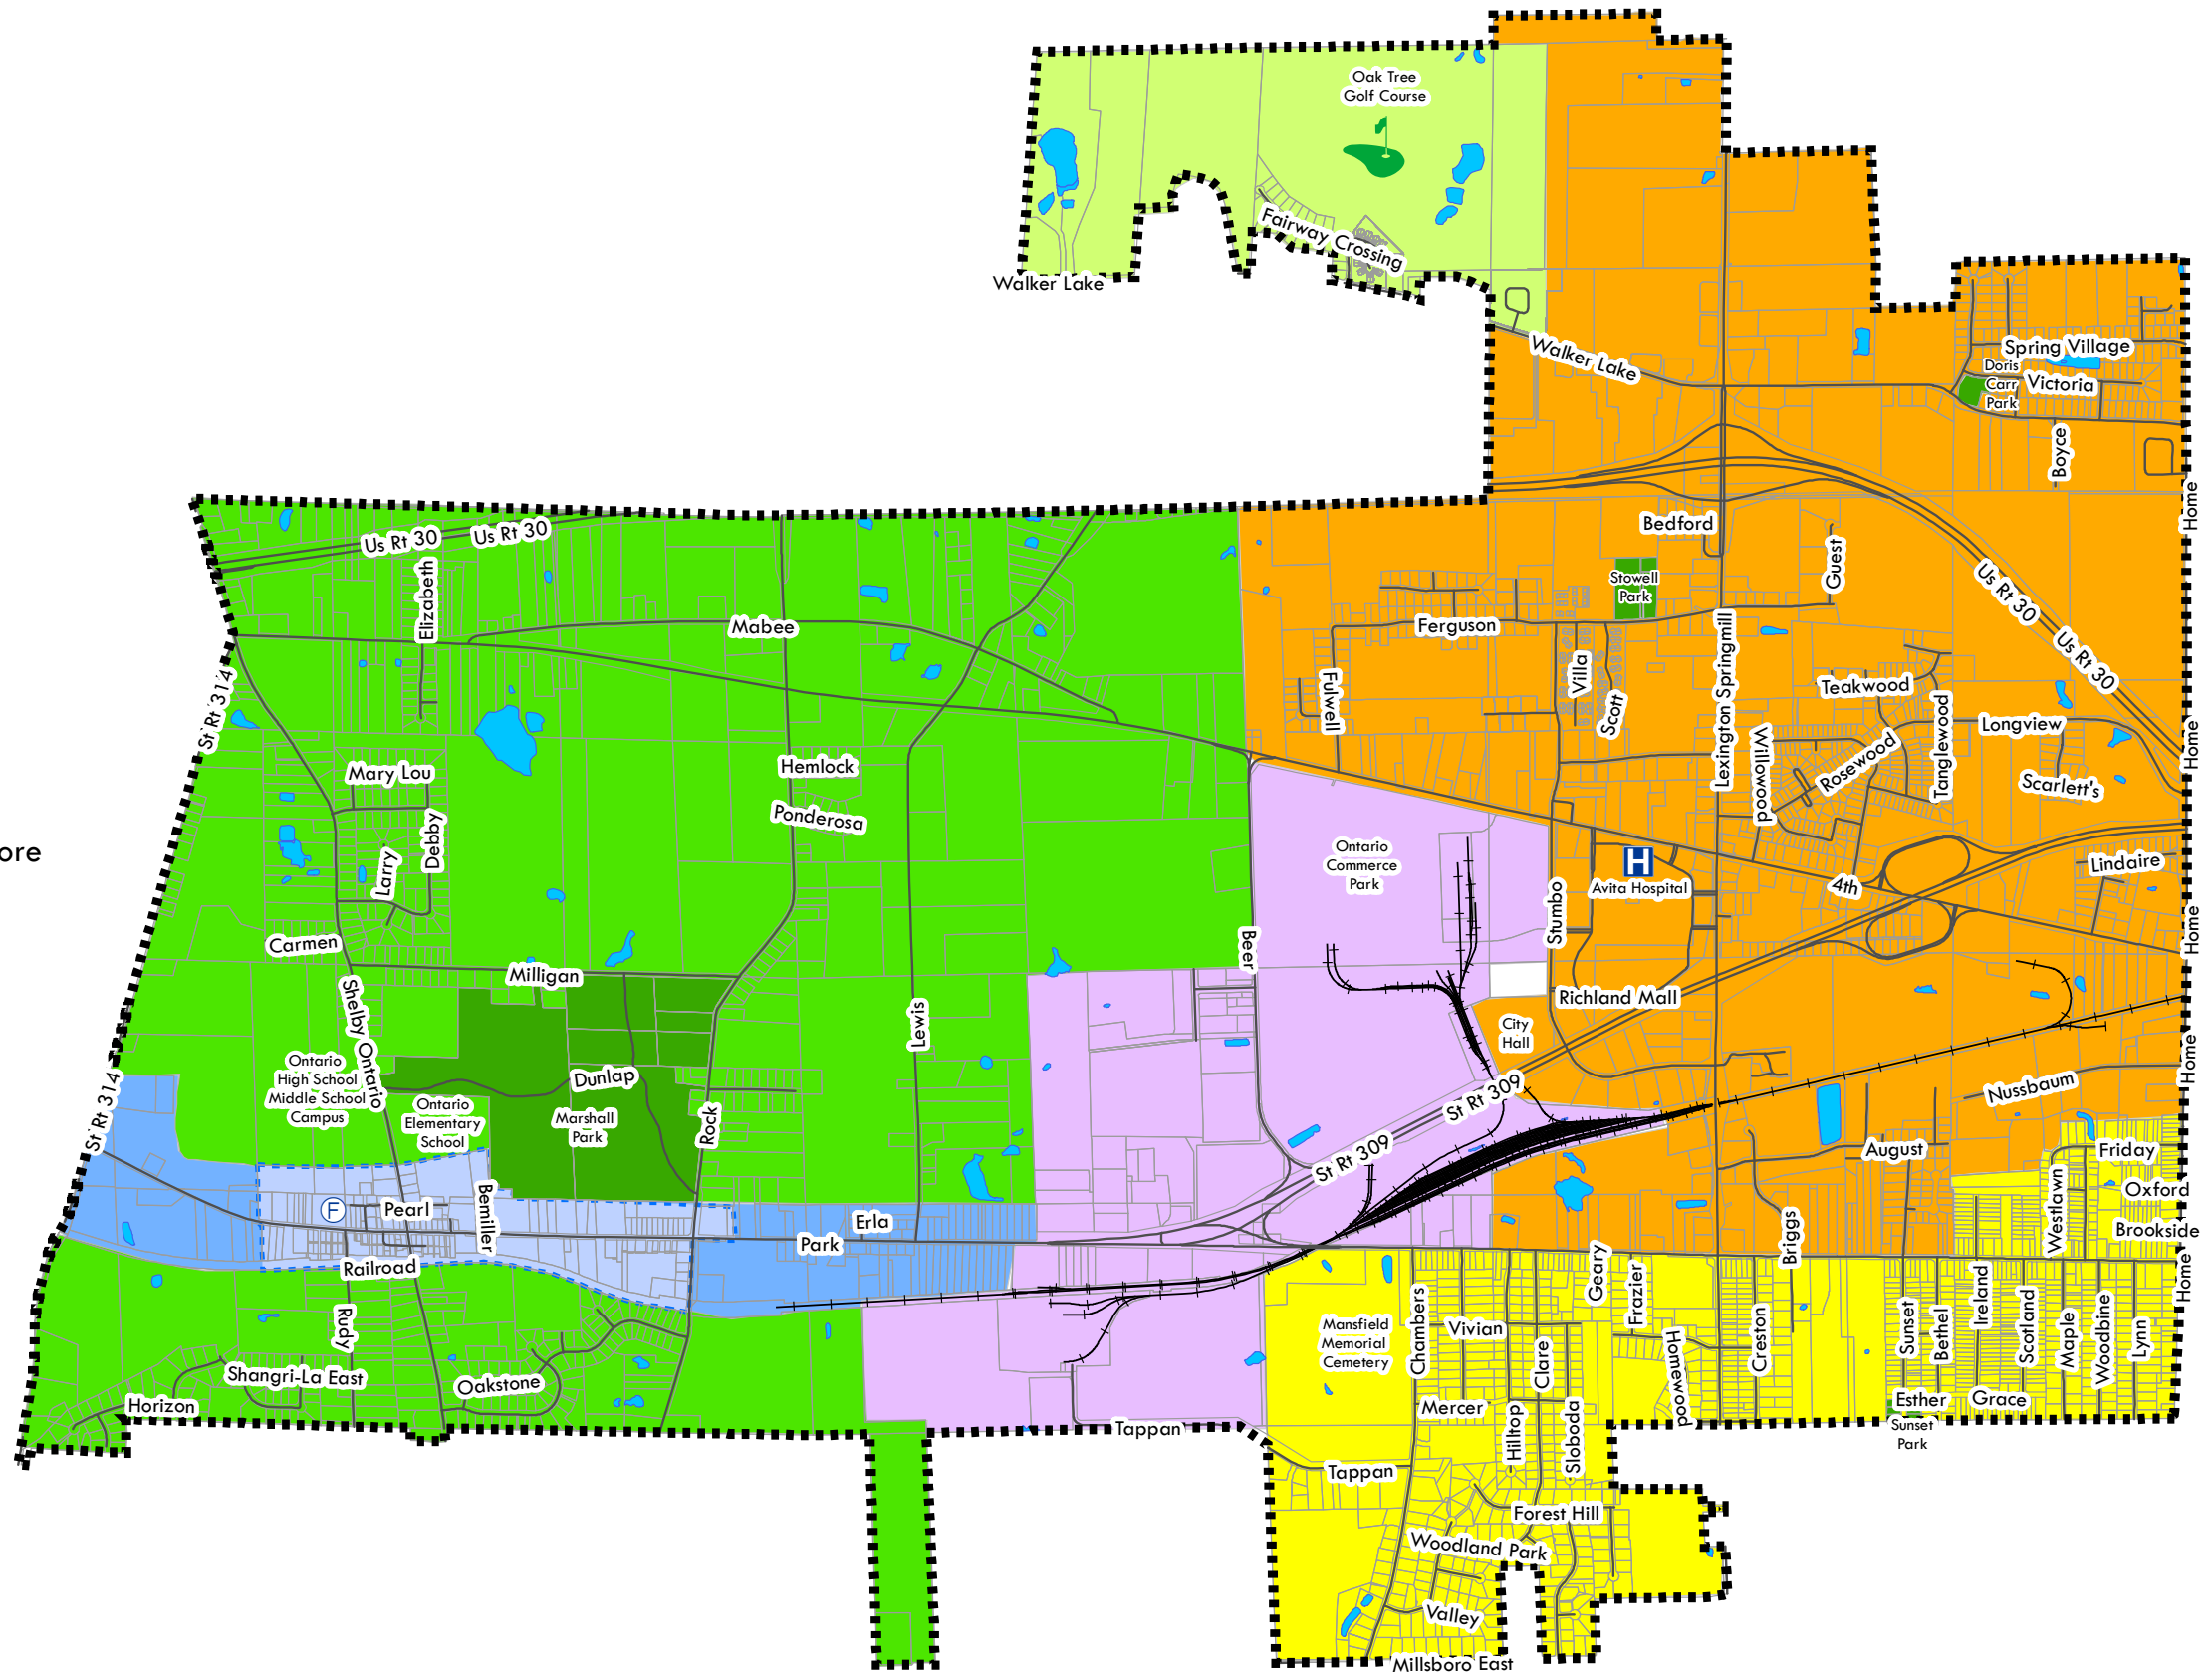 Oak Tree
Golf Course
Fairway Crossing
Walker Lake
Walker Lake
Spring Village
Doris
Carr
Park
Victoria
Boyce
Home
Us Rt 30
Us Rt 30
Elizabeth
Mabee
St Rt 314
Bedford
Guest
Stowell
Park
Ferguson
Us Rt 30
Us Rt 30
Villa
Scott
Fulwell
Lexington Springmill
Teakwood
Tanglewood
Longview
Willowood
Rosewood
Scarlett's
Home
Mary Lou
Hemlock
Ponderosa
Debby
Larry
ore
Ontario
Commerce
Park
H
Avita Hospital
4th
Lindaire
Stumbo
Beer
Home
Carmen
Milligan
Shelby Ontario
Lewis
Richland Mall
City
Hall
Ontario
High School
Middle School
Campus
Dunlap
Ontario
Elementary
School
Marshall
Park
Rock
St Rt 314
St Rt 309
St Rt 309
Nussbaum
Home
August
Friday
Westlawn
Oxford
Brookside
F
Pearl
Bemiller
Erla
Park
Railroad
Briggs
Geary
Frazier
Home
Rudy
Shangri-La East
Horizon
Oakstone
Mansfield
Memorial
Cemetery
Chambers
Vivian
Clare
Homewood
Creston
Sunset
Bethel
Ireland
Scotland
Maple
Woodbine
Lynn
Mercer
Hiltop
Sloboda
Esther
Grace
Sunset
Park
Tappan
Tappan
Forest Hill
Woodland Park
Valley
Millsboro East